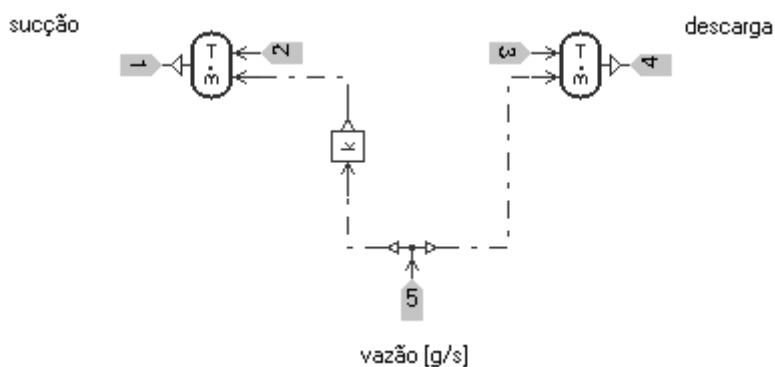 sucção
descarga
1
T
ṁ
2
3
T
ṁ
4
k
5
vazão [g/s]